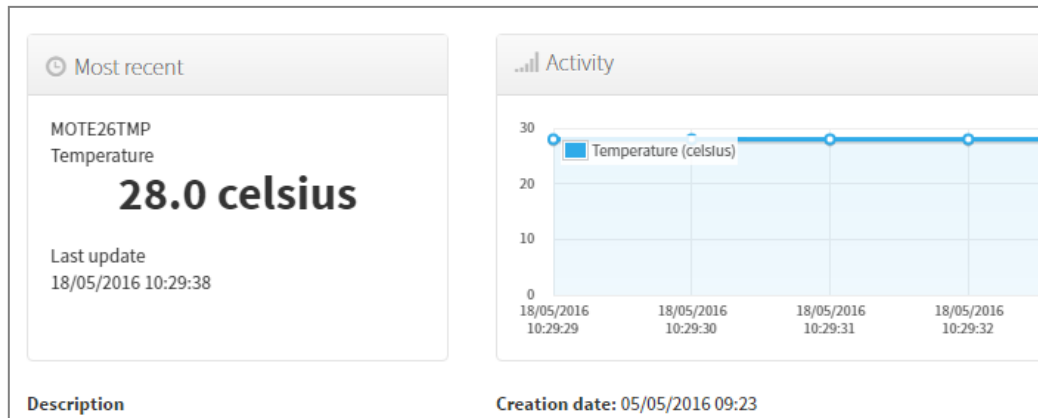 Most recent
MOTE26TMP
Temperature
28.0 celsius
Last update
18/05/2016 10:29:38
Activity
30
Temperature (celsius)
20
10
0
18/05/2016 18/05/2016 18/05/2016 18/05/2016
10:29:29 10:29:30 10:29:31 10:29:32
Description
Creation date: 05/05/2016 09:23